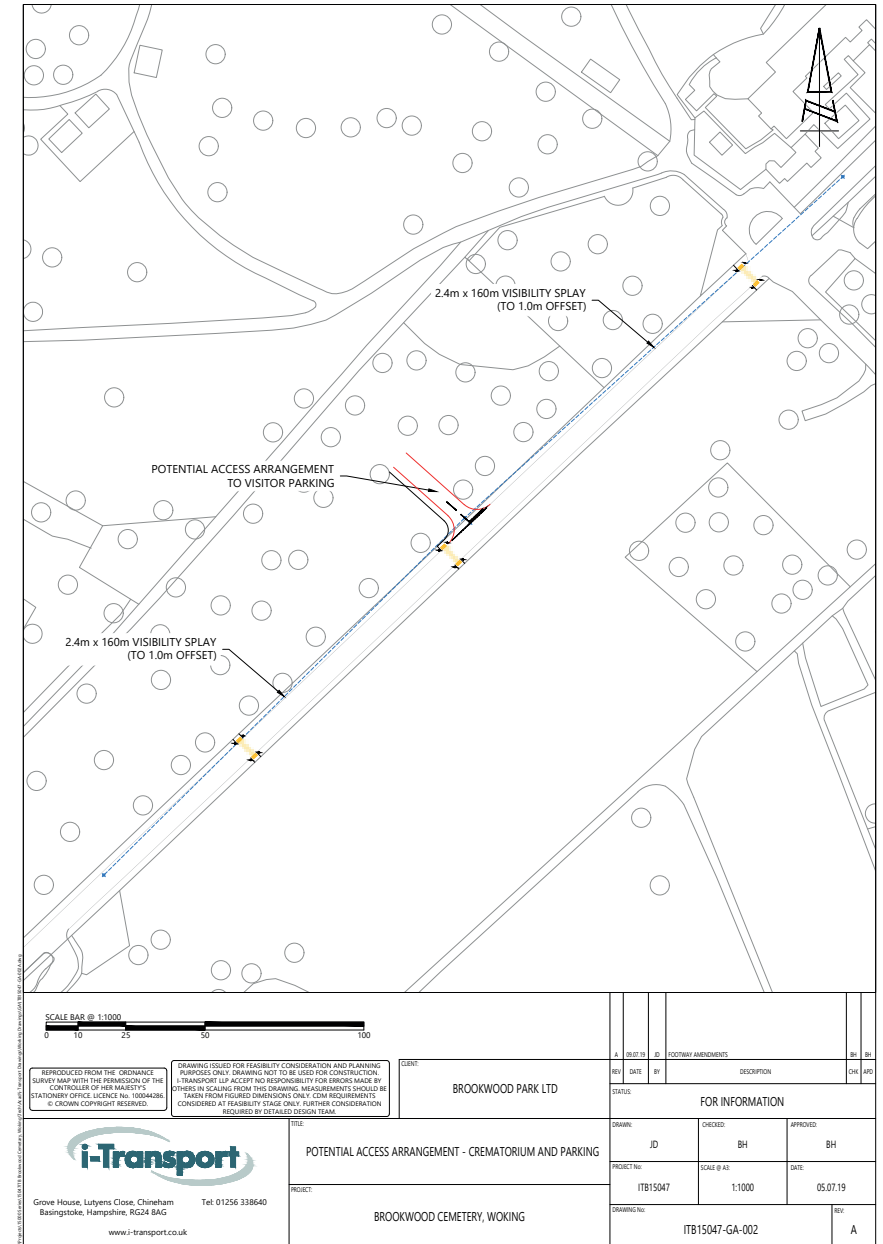 2.4m x 160m VISIBILITY SPLAY
(TO 1.0m OFFSET)
POTENTIAL ACCESS ARRANGEMENT
TO VISITOR PARKING
2.4m x 160m VISIBILITY SPLAY
(TO 1.0m OFFSET)
SCALE BAR @ 1:1000
0 10 25 50 100
REPRODUCED FROM THE ORDNANCE
SURVEY MAP WITH THE PERMISSION OF THE
CONTROLLER OF HER MAJESTY'S
STATIONERY OFFICE. LICENCE No. 100044286.
© CROWN COPYRIGHT RESERVED.
DRAWING ISSUED FOR FEASIBILITY CONSIDERATION AND PLANNING
PURPOSES ONLY. DRAWING NOT TO BE USED FOR CONSTRUCTION.
I-TRANSPORT LLP ACCEPT NO RESPONSIBILITY FOR ERRORS MADE BY
OTHERS IN SCALING FROM THIS DRAWING. MEASUREMENTS SHOULD BE
TAKEN FROM FIGURED DIMENSIONS ONLY. CDM REQUIREMENTS
CONSIDERED AT FEASIBILITY STAGE ONLY. FURTHER CONSIDERATION
REQUIRED BY DETAILED DESIGN TEAM.
CLIENT:
BROOKWOOD PARK LTD
A 09.07.19 JD FOOTWAY AMENDMENTS BH BH
REV DATE BY DESCRIPTION CHK APD
STATUS:
FOR INFORMATION
i-Transport
Grove House, Lutyens Close, Chineham
Basingstoke, Hampshire, RG24 8AG
Tel: 01256 338640
www.i-transport.co.uk
TITLE:
POTENTIAL ACCESS ARRANGEMENT - CREMATORIUM AND PARKING
PROJECT:
BROOKWOOD CEMETERY, WOKING
DRAWN: CHECKED: APPROVED:
JD BH BH
PROJECT No: SCALE @ A3: DATE:
ITB15047 1:1000 05.07.19
DRAWING No: REV:
ITB15047-GA-002 A